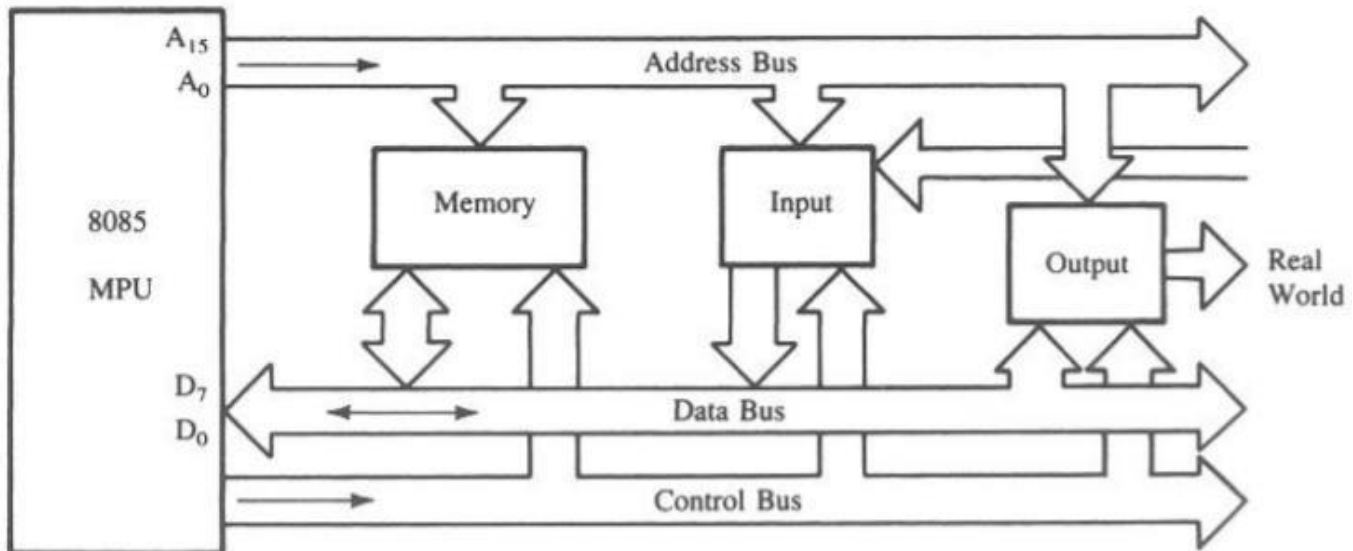 A15
Address Bus
A0
8085
MPU
Memory
Input
Output
Real
World
D7
Data Bus
D0
Control Bus